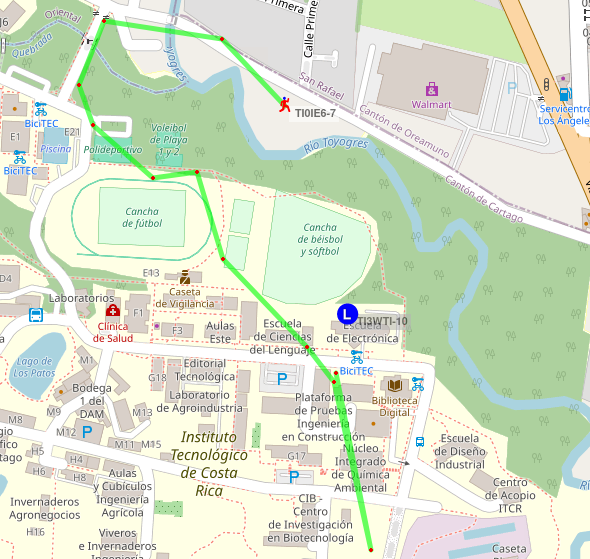 Oriental
Primera
Calle Prime
Quebrada
Toyogres
San Rafael
TI0IE6-7
Walmart
Cantón de Oreamuno
Servicentro
Los Ángeles
E1
BiciTEC
E21
Piscina
Polideportivo
Voleibol
de Playa
1 y 2
Río Toyogres
Cantón de Cartago
BiciTEC
Cancha
de fútbol
Cancha
de béisbol
y sóftbol
D4
E413
Caseta
de Vigilancia
Laboratorios
Clínica
de Salud
F1
F3
Aulas
Este
Escuela
de Ciencias
del Lenguaje
L
TI3WTI-10
Escuela
de Electrónica
Lago de
Los Patos
G18
Editorial
Tecnológica
P
BiciTEC
Laboratorio
de Agroindustria
Biblioteca
Digital
Bodega
1 del
DAM
M9
M8
M12
M11
M15
P
Plataforma
de Pruebas
Ingeniería
en Construcción
Instituto
Tecnológico
de Costa
Rica
Núcleo
Integrado
de Química
Ambiental
Escuela
de Diseño
Industrial
H5
H4
H6
H8
G17
P
Aulas
y Cubículos
Ingeniería
Agrícola
Centro
de Acopio
ITCR
CIB
Centro
de Investigación
en Biotecnología
Invernaderos
Agronegocios
Viveros
e Invernaderos
Caseta